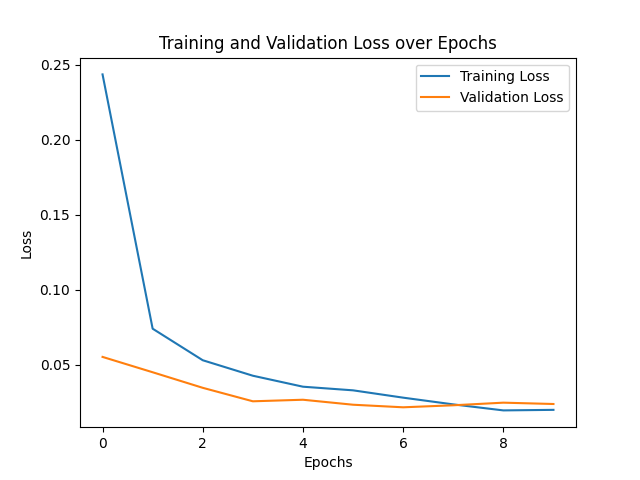 Training and Validation Loss over Epochs
Training Loss
Validation Loss
0.25
0.20
0.15
0.10
0.05
Loss
0 2 4 6 8
Epochs